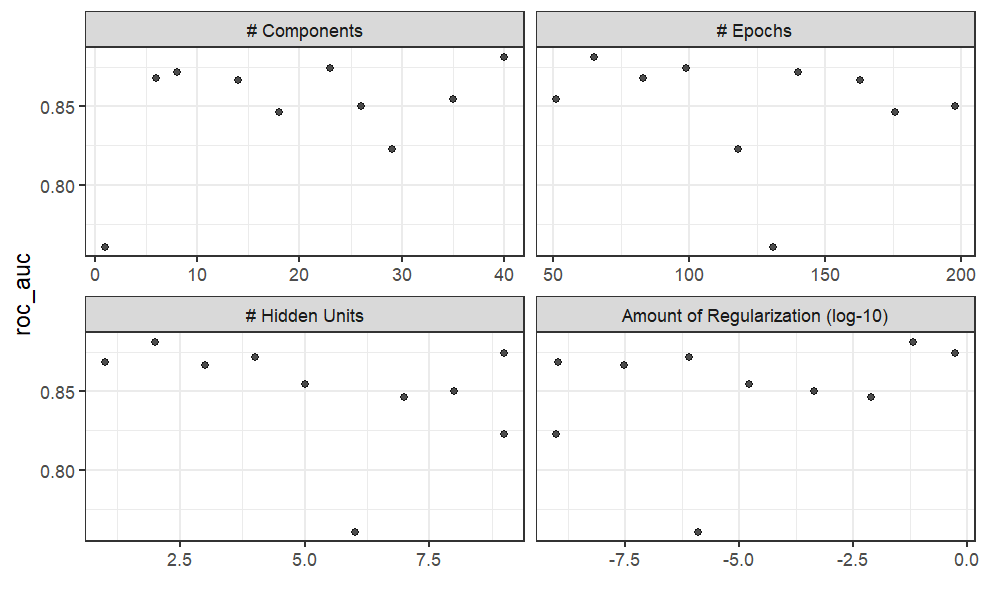 # Components
# Epochs
0.85
0.80
0 10 20 30 40
50 100 150 200
roc_auc
# Hidden Units
Amount of Regularization (log-10)
0.85
0.80
2.5 5.0 7.5
-7.5 -5.0 -2.5 0.0